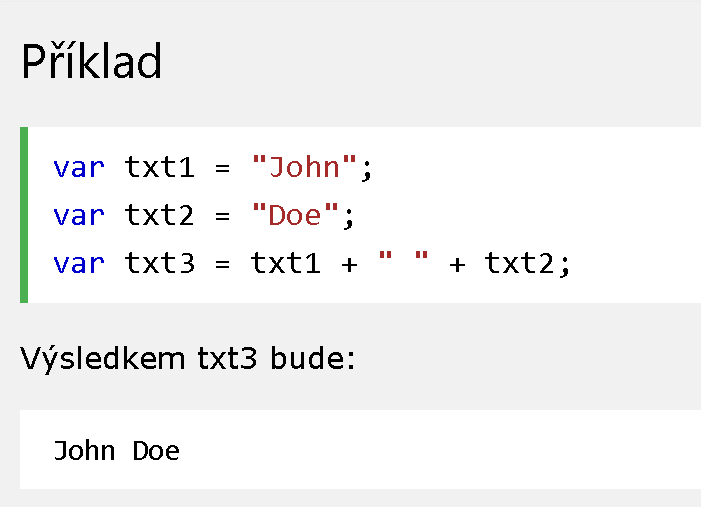 Příklad
var txt1 = "John";
var txt2 = "Doe";
var txt3 = txt1 + " " + txt2;
Výsledkem txt3 bude:
John Doe